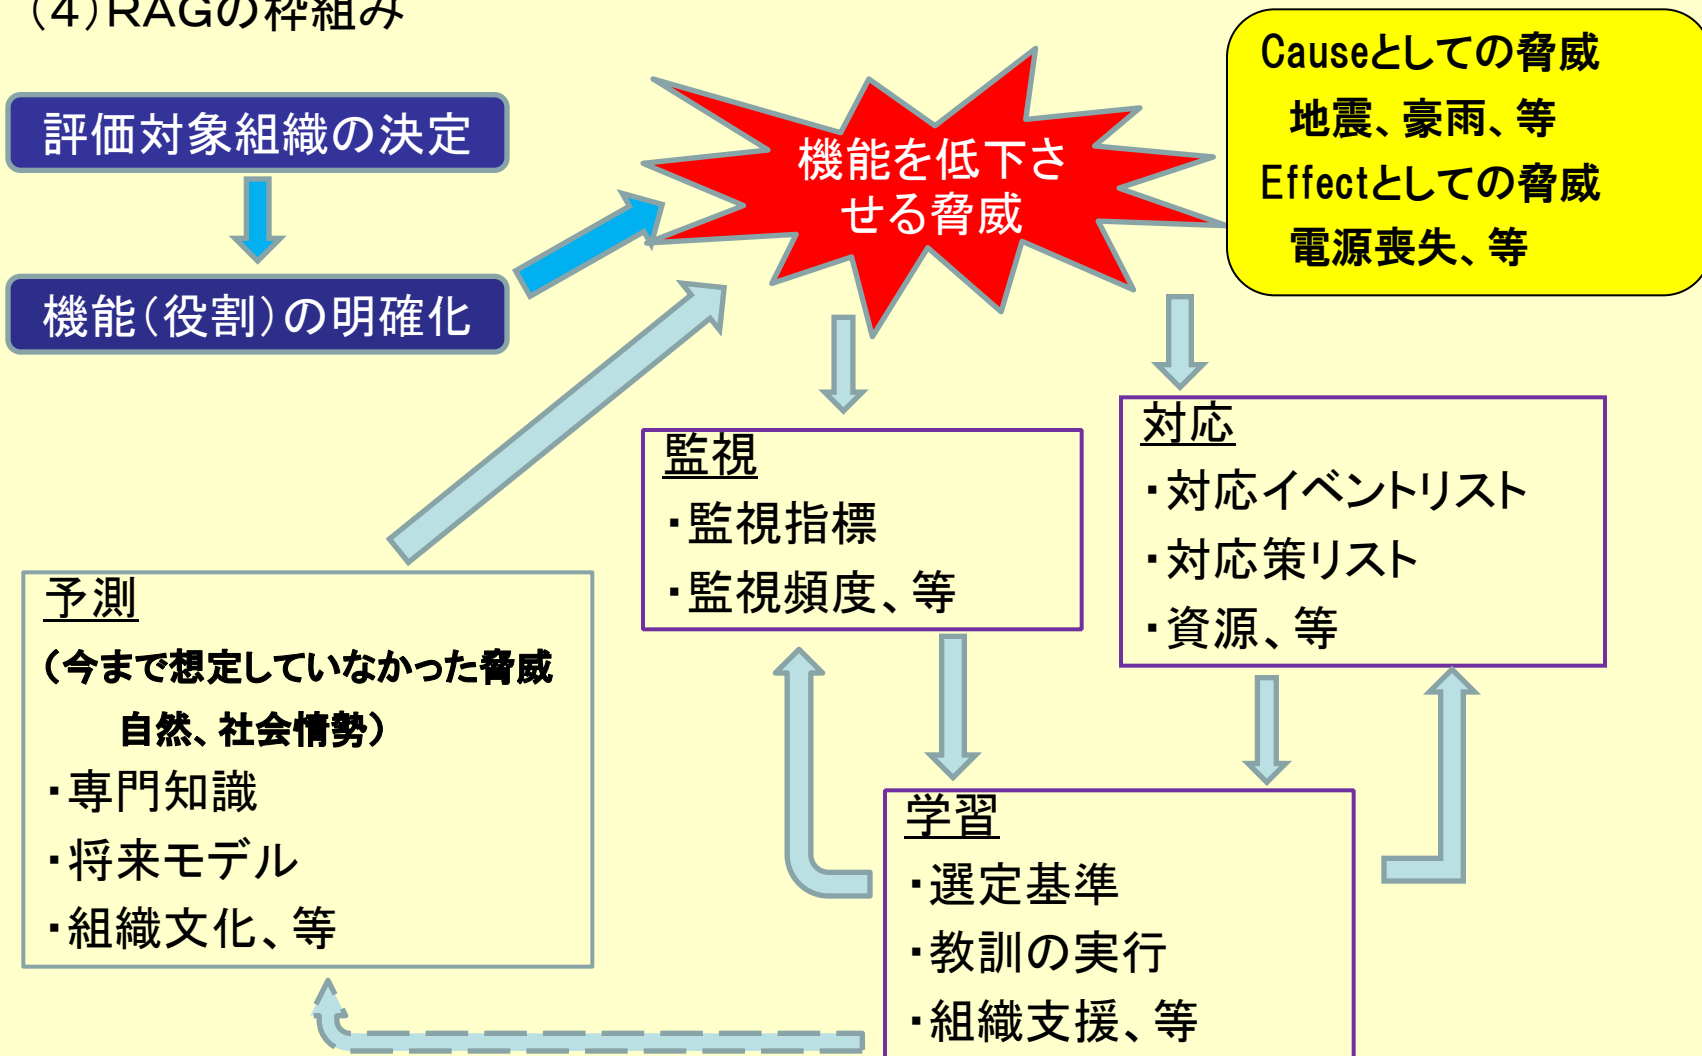 (4)RAGの枠組み
評価対象組織の決定
機能(役割)の明確化
機能を低下さ
せる脅威
Causeとしての脅威
地震、豪雨、等
Effectとしての脅威
電源喪失、等
監視
・監視指標
・監視頻度、等
対応
・対応イベントリスト
・対応策リスト
・資源、等
予測
(今まで想定していなかった脅威
自然、社会情勢)
・専門知識
・将来モデル
・組織文化、等
学習
・選定基準
・教訓の実行
・組織支援、等